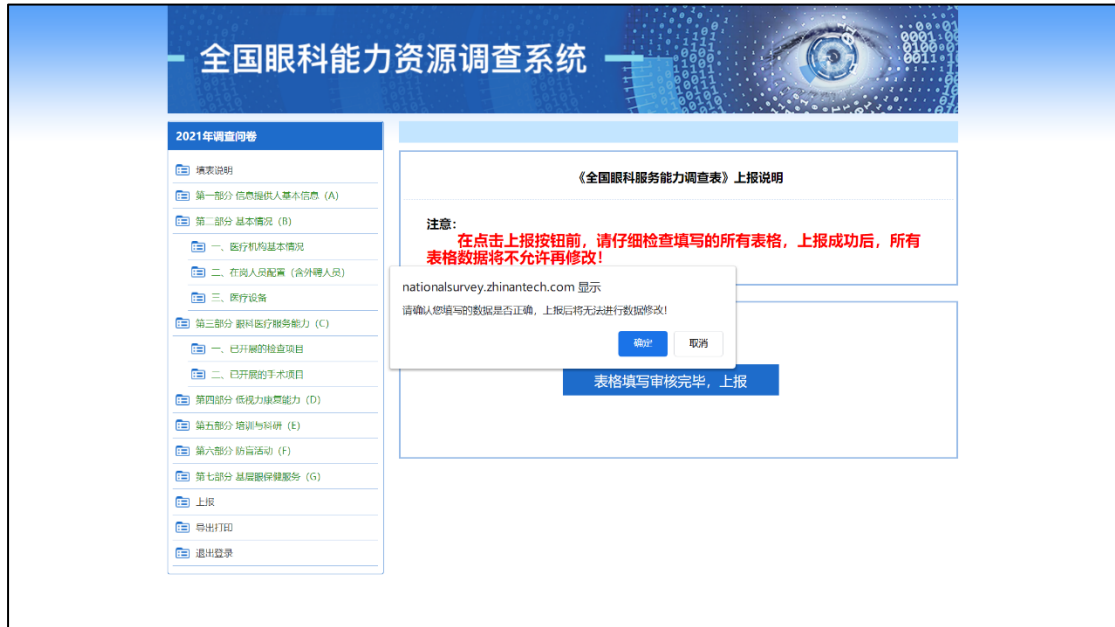 全国眼科能力资源调查系统
2021年调查问卷
填表说明
第一部分 信息提供人基本信息（A）
第二部分 基本情况（B）
一、医疗机构基本情况
二、在岗人员配置（含外聘人员）
三、医疗设备
第三部分 眼科医疗服务能力（C）
一、已开展的检查项目
二、已开展的手术项目
第四部分 低视力康复能力（D）
第五部分 培训与科研（E）
第六部分 防盲活动（F）
第七部分 基层眼保健服务（G）
上报
导出打印
退出登录
《全国眼科服务能力调查表》上报说明
注意：
在点击上报按钮前，请仔细检查填写的所有表格，上报成功后，所有
表格数据将不允许再修改！
nationalsurvey.zhinantech.com 显示
请确认您填写的数据是否正确，上报后将无法进行数据修改！
确定
取消
表格填写审核完毕，上报